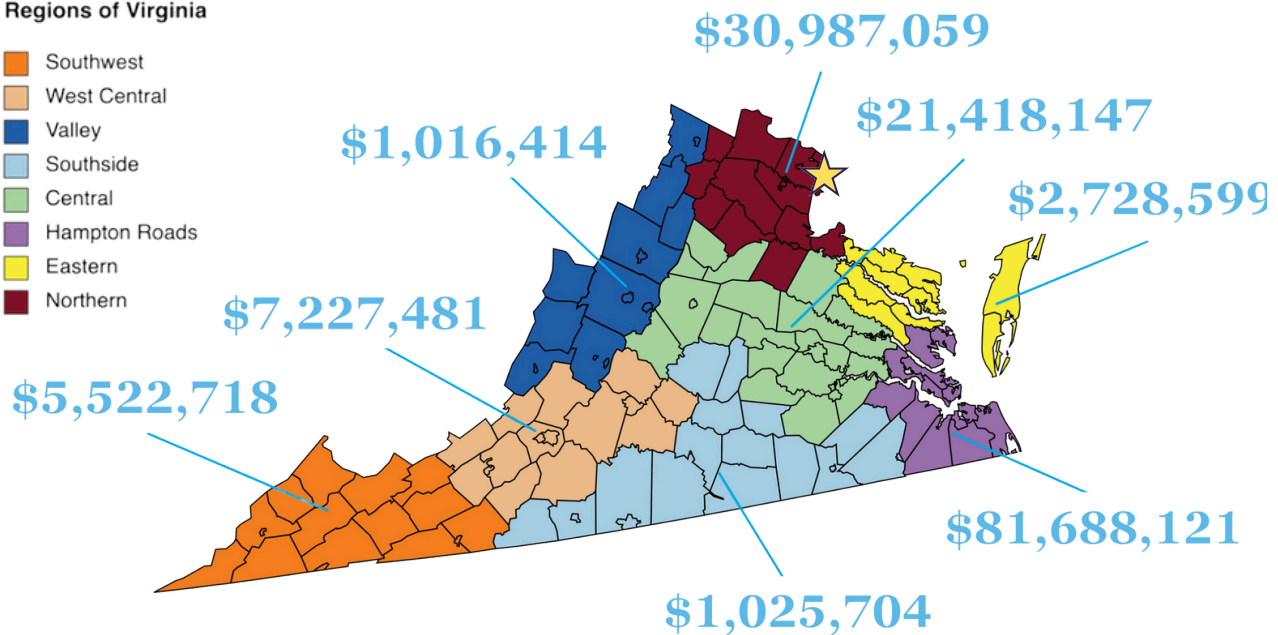 Regions of Virginia
Southwest
West Central
Valley
Southside
Central
Hampton Roads
Eastern
Northern
$30,987,059
$21,418,147
$1,016,414
$2,728,599
$7,227,481
$5,522,718
$81,688,121
$1,025,704